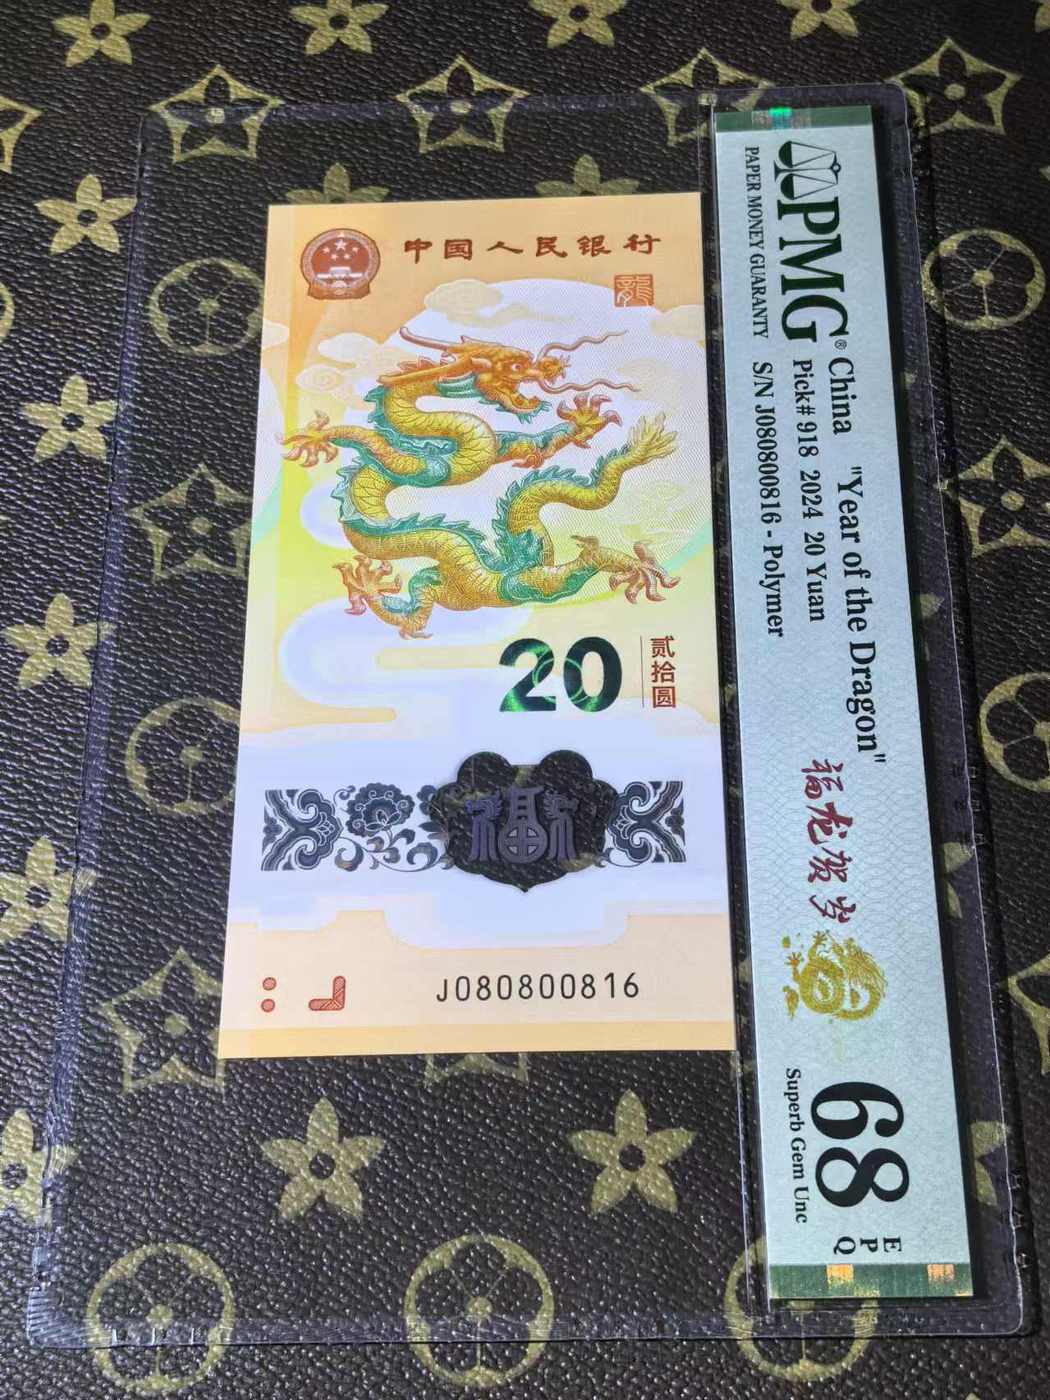 中国人民银行
龍
20
贰拾圆
福
J080800816
PMG®
PAPER MONEY GUARANTY
China "Year of the Dragon"
Pick# 918 2024 20 Yuan
S/N J080800816 - Polymer
福龙贺岁
68
Superb Gem Unc
E
P
Q